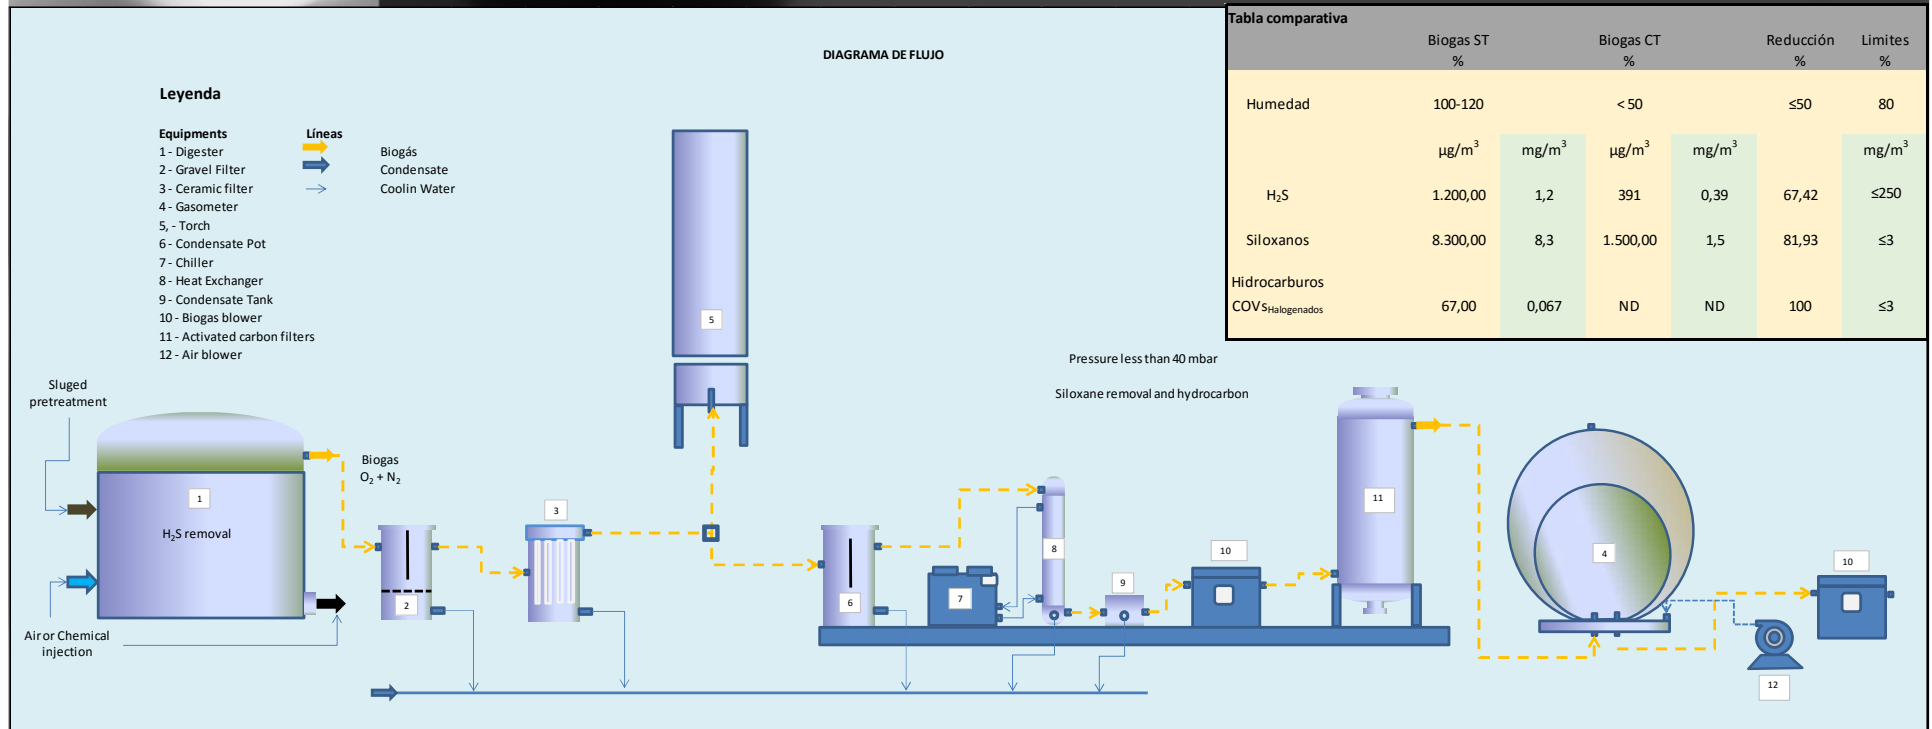 DIAGRAMA DE FLUJO
Leyenda
Equipments
1 - Digester
2 - Gravel Filter
3 - Ceramic filter
4 - Gasometer
5, - Torch
6 - Condensate Pot
7 - Chiller
8 - Heat Exchanger
9 - Condensate Tank
10 - Biogas blower
11 - Activated carbon filters
12 - Air blower
Líneas
Biogás
Condensate
Coolin Water
Tabla comparativa
Biogas ST Biogas CT Reducción Limites
% % % %
Humedad 100-120 < 50 ≤50 80
µg/m³ mg/m³ µg/m³ mg/m³ mg/m³
H₂S 1.200,00 1,2 391 0,39 67,42 ≤250
Siloxanos 8.300,00 8,3 1.500,00 1,5 81,93 ≤3
Hidrocarburos
COVsHalogenados 67,00 0,067 ND ND 100 ≤3
Pressure less than 40 mbar
Siloxane removal and hydrocarbon
Sluged
pretreatment
Biogas
O₂ + N₂
1
H₂S removal
Air or Chemical
injection
2
3
5
6
7
8
9
10
11
4
10
12